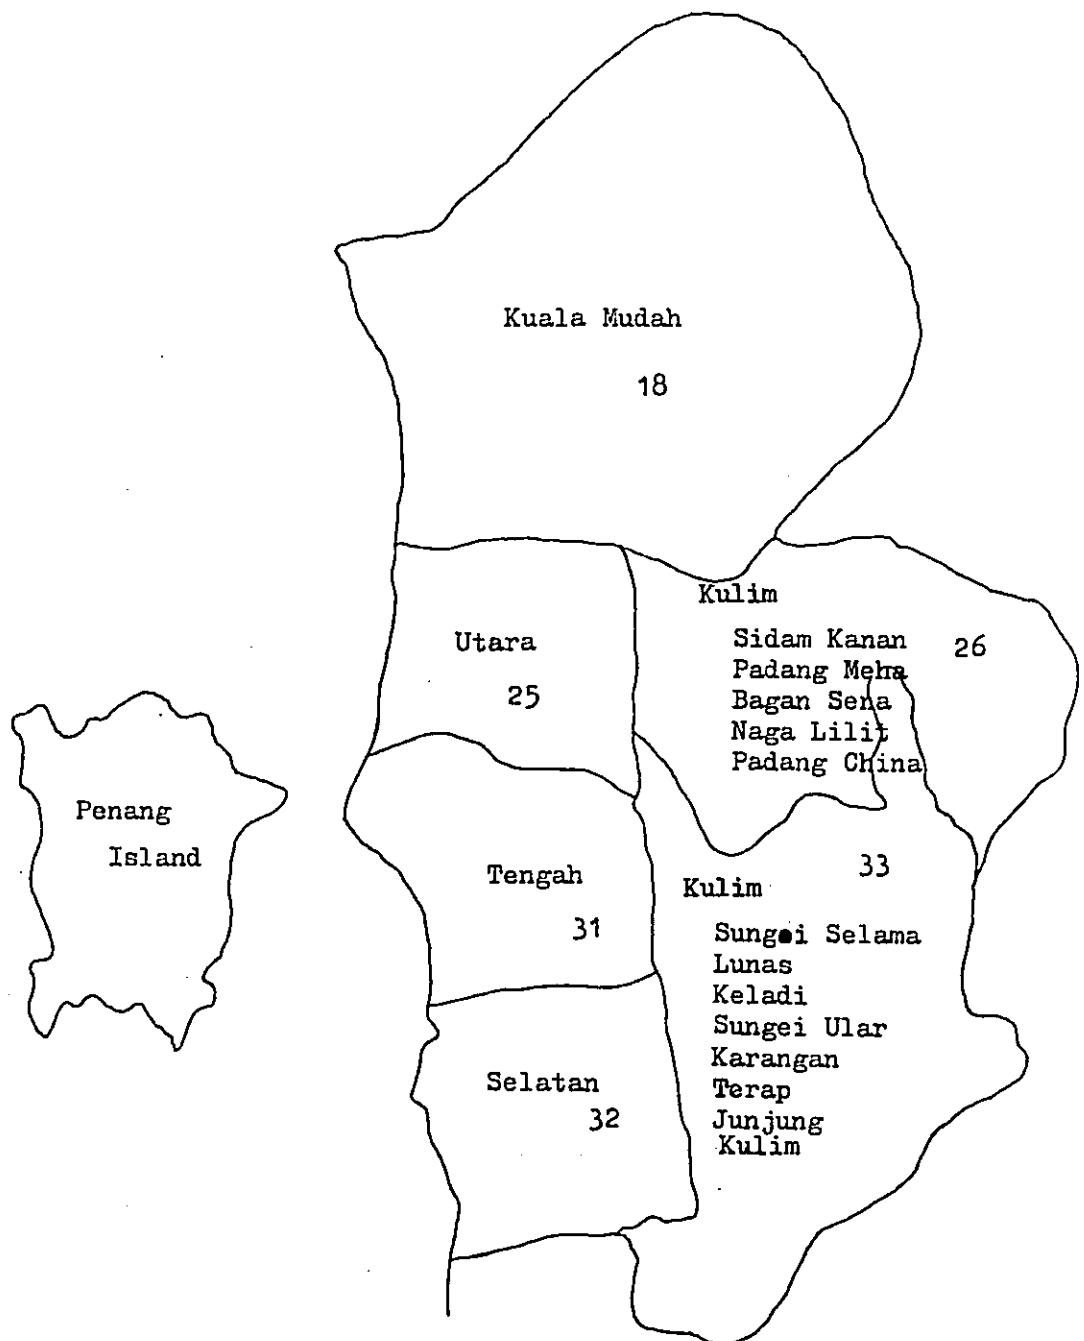 Kuala Mudah
18
Utara
25
Kulim
Sidam Kanan
26
Padang Meha
Bagan Sena
Naga Lilit
Padang China
Penang
Island
Tengah
31
33
Kulim
Sungei Selama
Lunas
Keladi
Sungei Ular
Karangan
Terap
Junjung
Kulim
Selatan
32